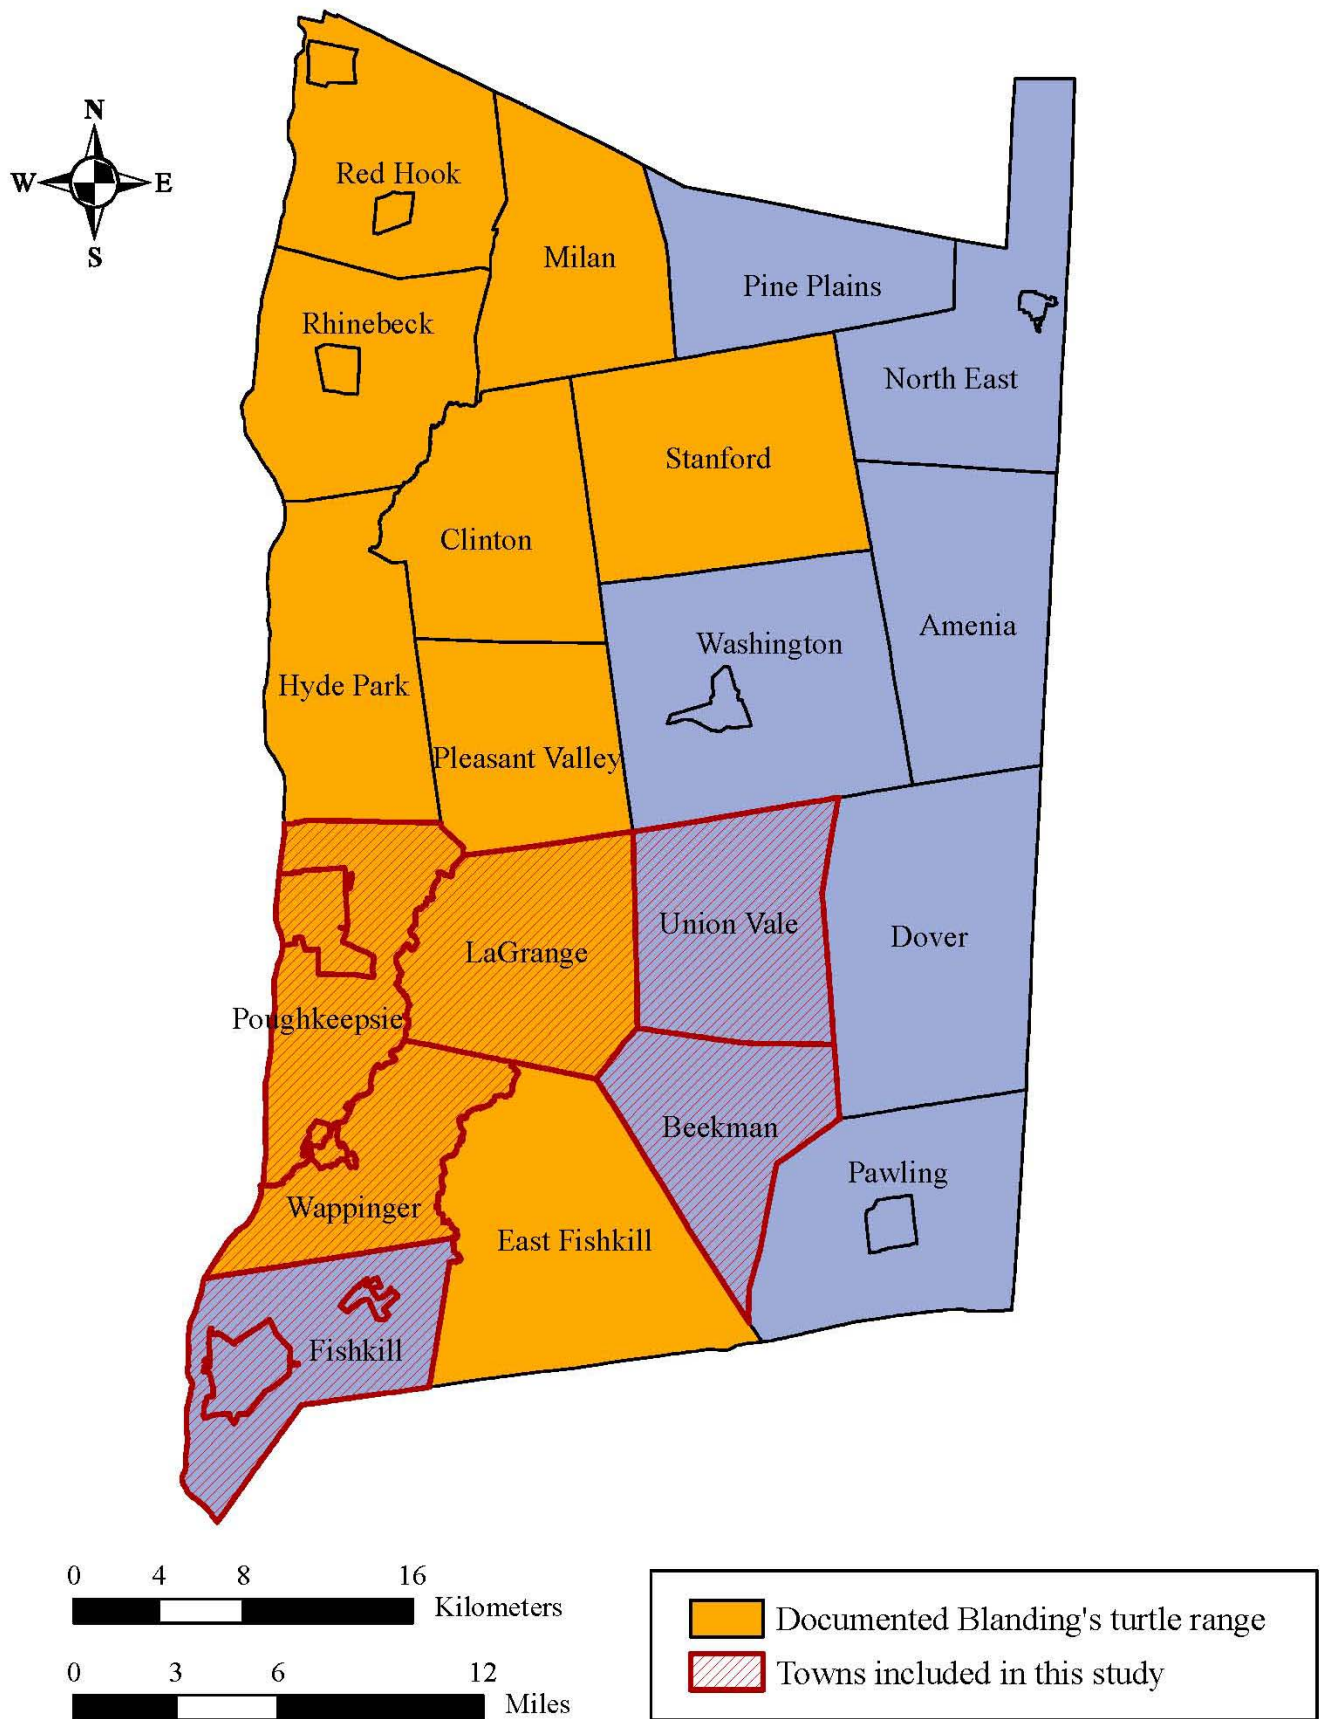 N
W E
S
Red Hook
Milan
Pine Plains
Rhinebeck
North East
Stanford
Clinton
Amenia
Washington
Hyde Park
Pleasant Valley
Union Vale
Dover
LaGrange
Poughkeepsie
Beekman
Pawling
Wappinger
East Fishkill
Fishkill
0 4 8 16
Kilometers
0 3 6 12
Miles
Documented Blanding's turtle range
Towns included in this study